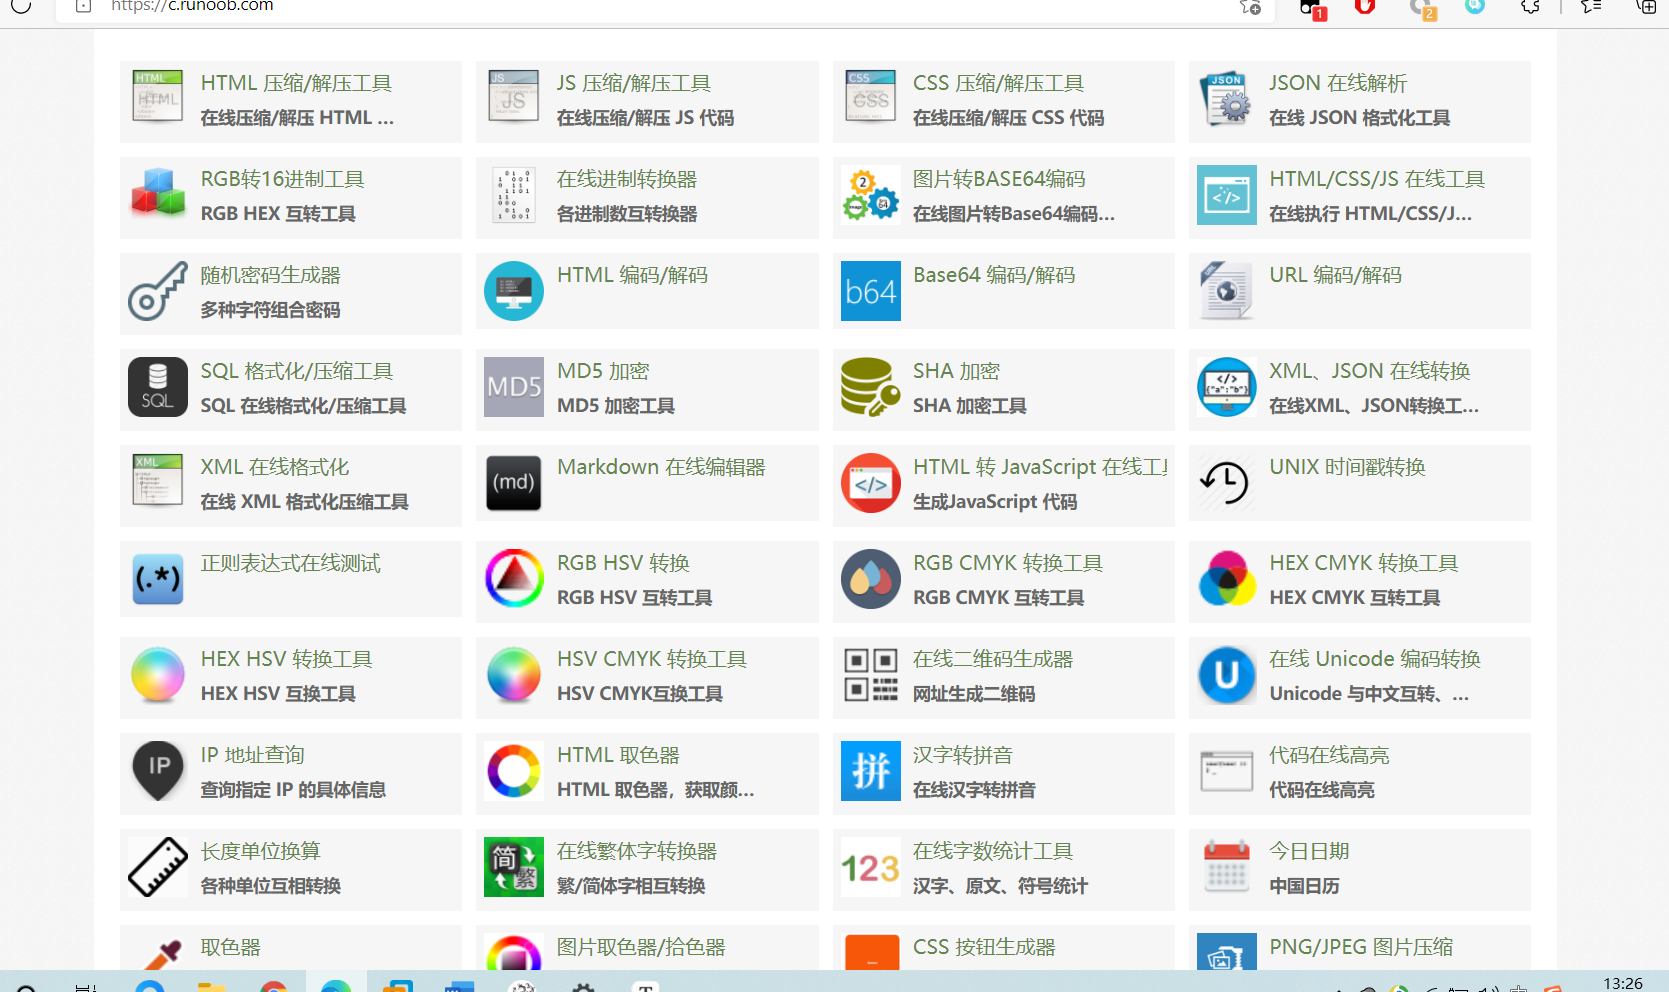 https://c.runoob.com
1
2
HTML
HTML
HTML 压缩/解压工具
在线压缩/解压 HTML ...
JS
JS
JS 压缩/解压工具
在线压缩/解压 JS 代码
CSS
CSS
CSS 压缩/解压工具
在线压缩/解压 CSS 代码
JSON
JSON 在线解析
在线 JSON 格式化工具
RGB转16进制工具
RGB HEX 互转工具
在线进制转换器
各进制数互转换器
2
64
图片转BASE64编码
在线图片转Base64编码...
</>
HTML/CSS/JS 在线工具
在线执行 HTML/CSS/J...
随机密码生成器
多种字符组合密码
HTML 编码/解码
b64
Base64 编码/解码
URL 编码/解码
SQL
SQL 格式化/压缩工具
SQL 在线格式化/压缩工具
MD5
MD5 加密
MD5 加密工具
SHA 加密
SHA 加密工具
</>
{"a":"b"}
XML、JSON 在线转换
在线XML、JSON转换工...
XML
XML 在线格式化
在线 XML 格式化压缩工具
(md)
Markdown 在线编辑器
</>
HTML 转 JavaScript 在线工具
生成JavaScript 代码
UNIX 时间戳转换
(.*)
正则表达式在线测试
RGB HSV 转换
RGB HSV 互转工具
RGB CMYK 转换工具
RGB CMYK 互转工具
HEX CMYK 转换工具
HEX CMYK 互转工具
HEX HSV 转换工具
HEX HSV 互换工具
HSV CMYK 转换工具
HSV CMYK互换工具
在线二维码生成器
网址生成二维码
U
在线 Unicode 编码转换
Unicode 与中文互转、...
IP
IP 地址查询
查询指定 IP 的具体信息
HTML 取色器
HTML 取色器，获取颜...
拼
汉字转拼音
在线汉字转拼音
代码在线高亮
代码在线高亮
长度单位换算
各种单位互相转换
简
繁
在线繁体字转换器
繁/简体字相互转换
123
在线字数统计工具
汉字、原文、符号统计
今日日期
中国日历
取色器
图片取色器/拾色器
CSS 按钮生成器
PNG/JPEG 图片压缩
13:26